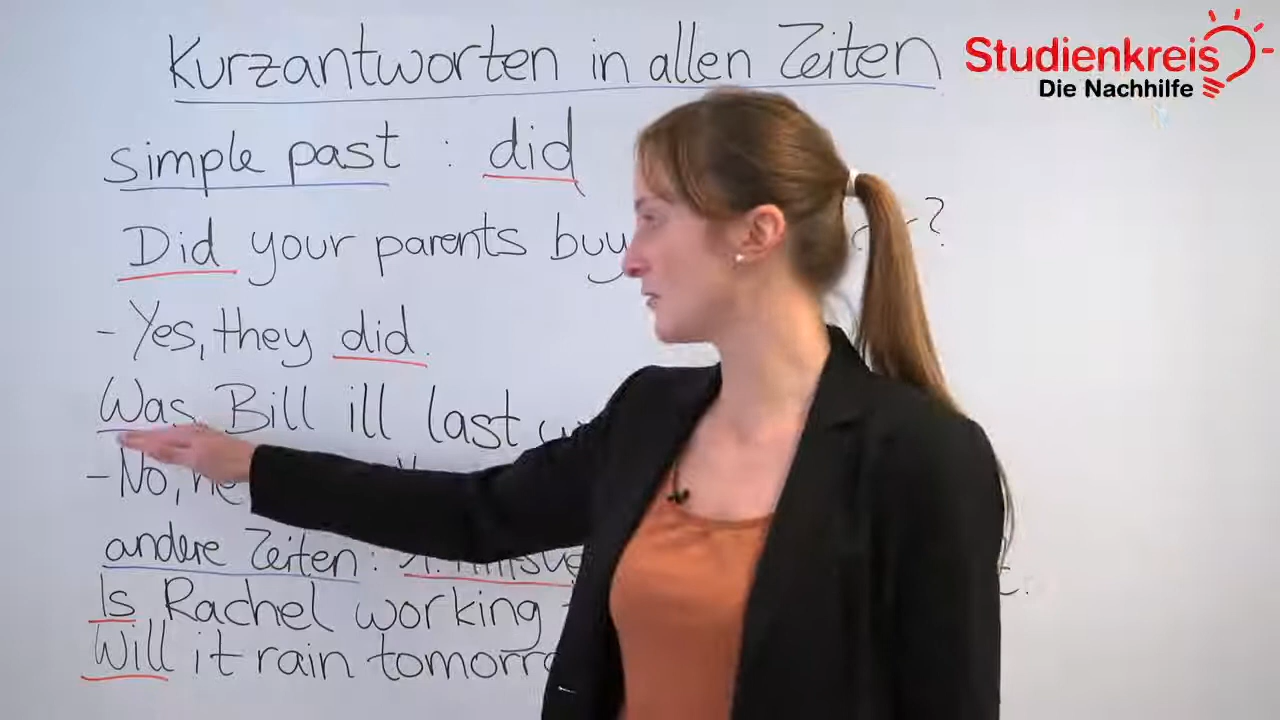 Kurzantworten in allen Zeiten
Studienkreis
Die Nachhilfe
simple past : did
Did your parents buy ?
- Yes, they did.
Was Bill ill last
- No, he
andere Zeiten:
Is Rachel working
Will it rain